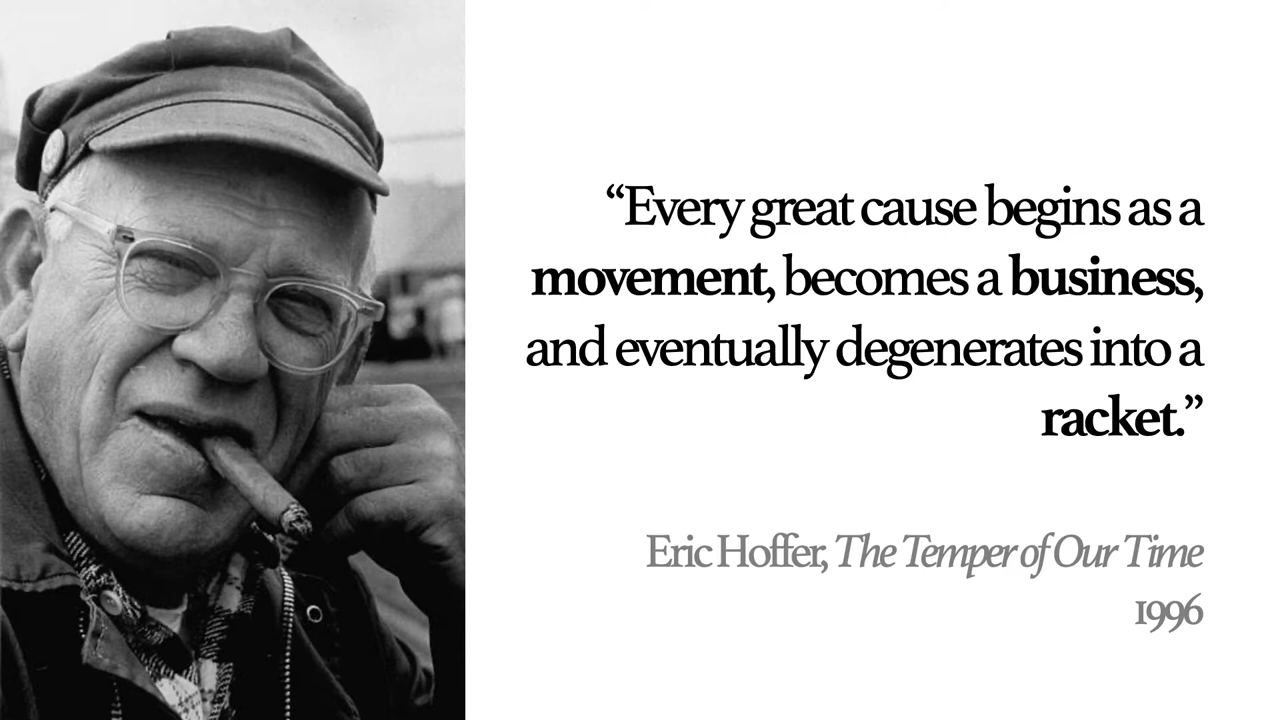 “Every great cause begins as a
movement, becomes a business,
and eventually degenerates into a
racket.”
Eric Hoffer, The Temper of Our Time
1996